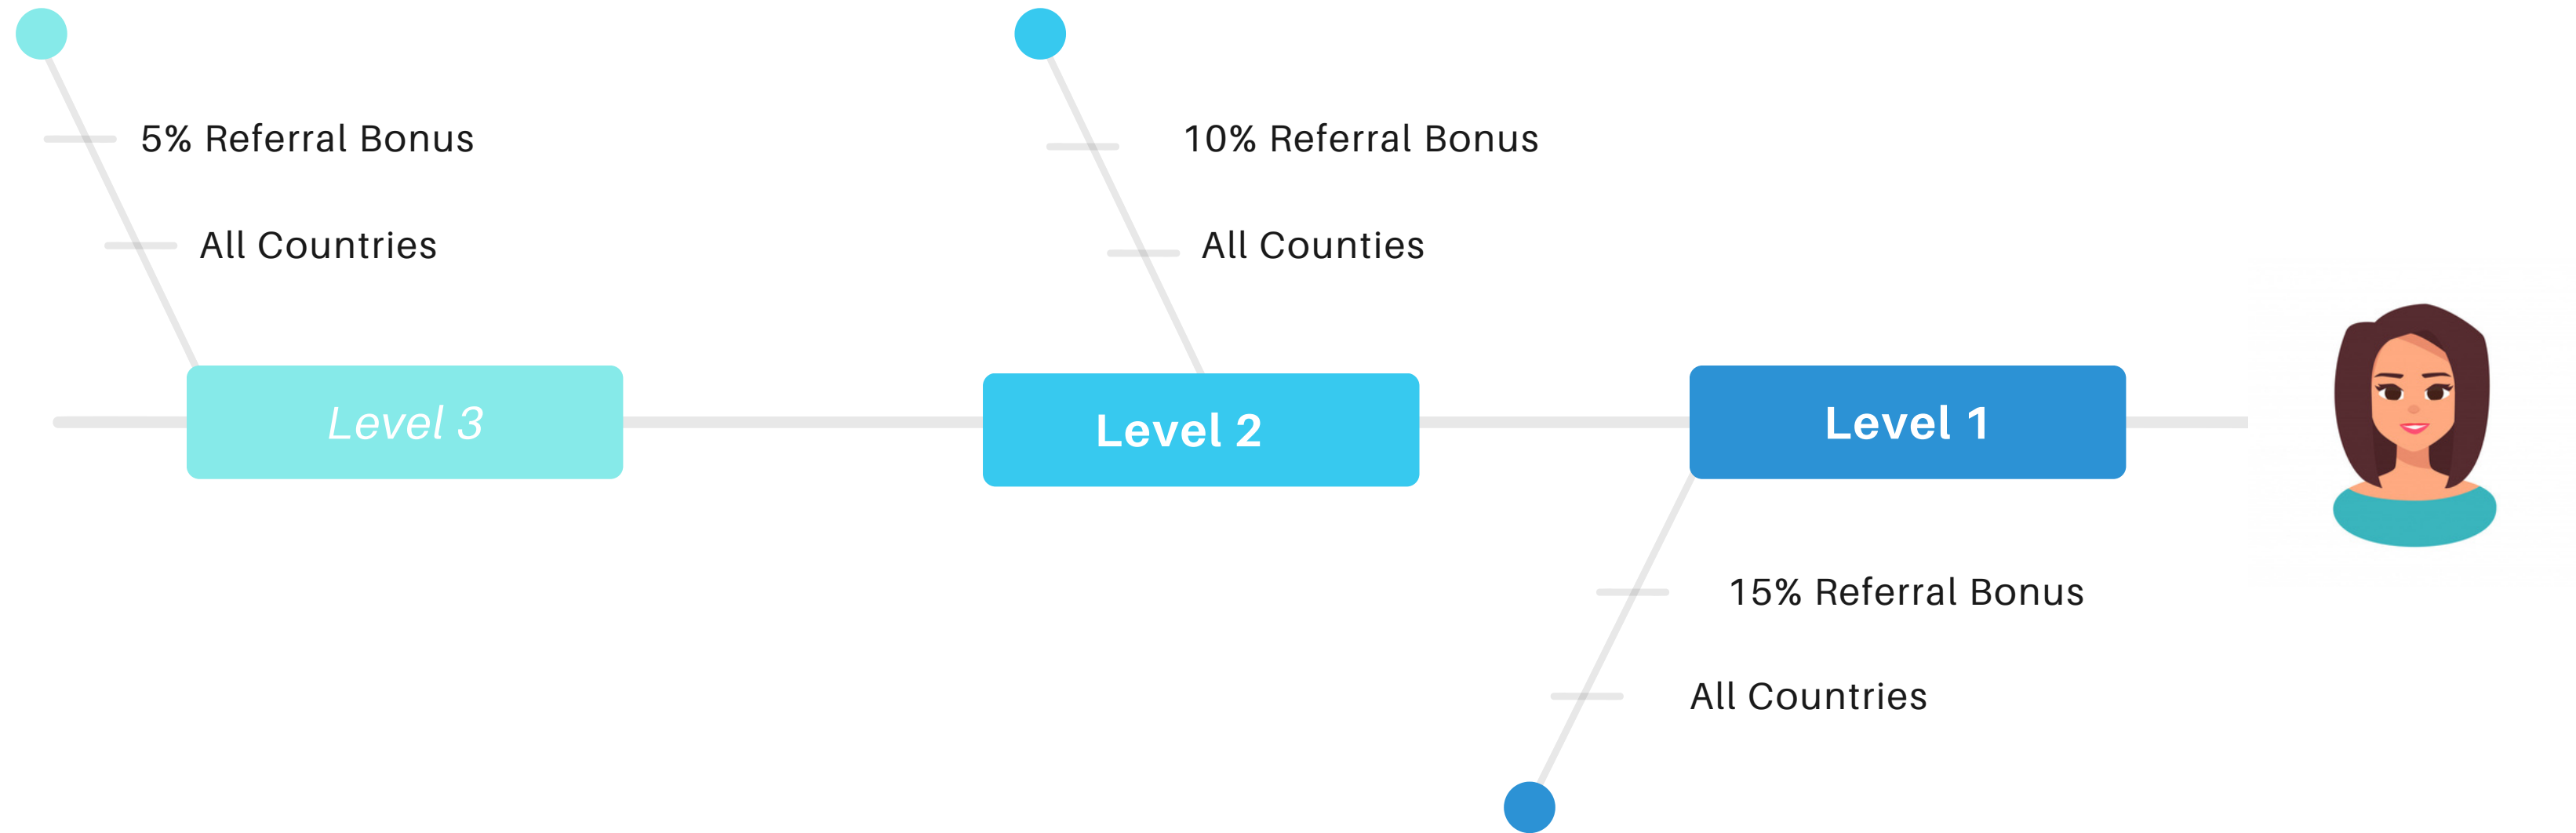 5% Referral Bonus
All Countries
Level 3
10% Referral Bonus
All Counties
Level 2
Level 1
15% Referral Bonus
All Countries